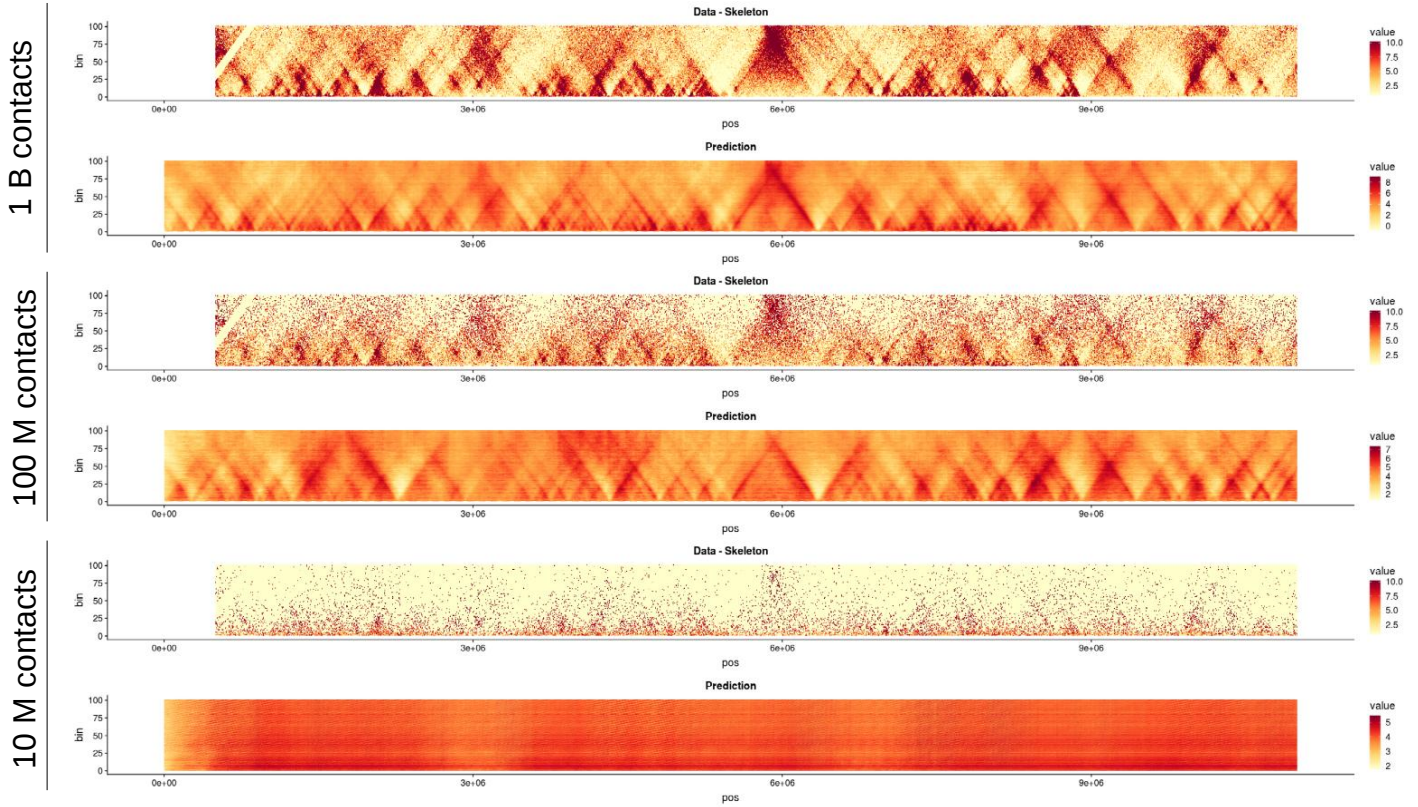 1 B contacts
Data - Skeleton
bin
100
75
50
25
0
0e+00 3e+06 6e+06 9e+06
pos
value
10.0
7.5
5.0
2.5
Prediction
bin
100
75
50
25
0
0e+00 3e+06 6e+06 9e+06
pos
value
8
6
4
2
0
100 M contacts
Data - Skeleton
bin
100
75
50
25
0
0e+00 3e+06 6e+06 9e+06
pos
value
10.0
7.5
5.0
2.5
Prediction
bin
100
75
50
25
0
0e+00 3e+06 6e+06 9e+06
pos
value
7
6
5
4
3
2
10 M contacts
Data - Skeleton
bin
100
75
50
25
0
0e+00 3e+06 6e+06 9e+06
pos
value
10.0
7.5
5.0
2.5
Prediction
bin
100
75
50
25
0
0e+00 3e+06 6e+06 9e+06
pos
value
5
4
3
2